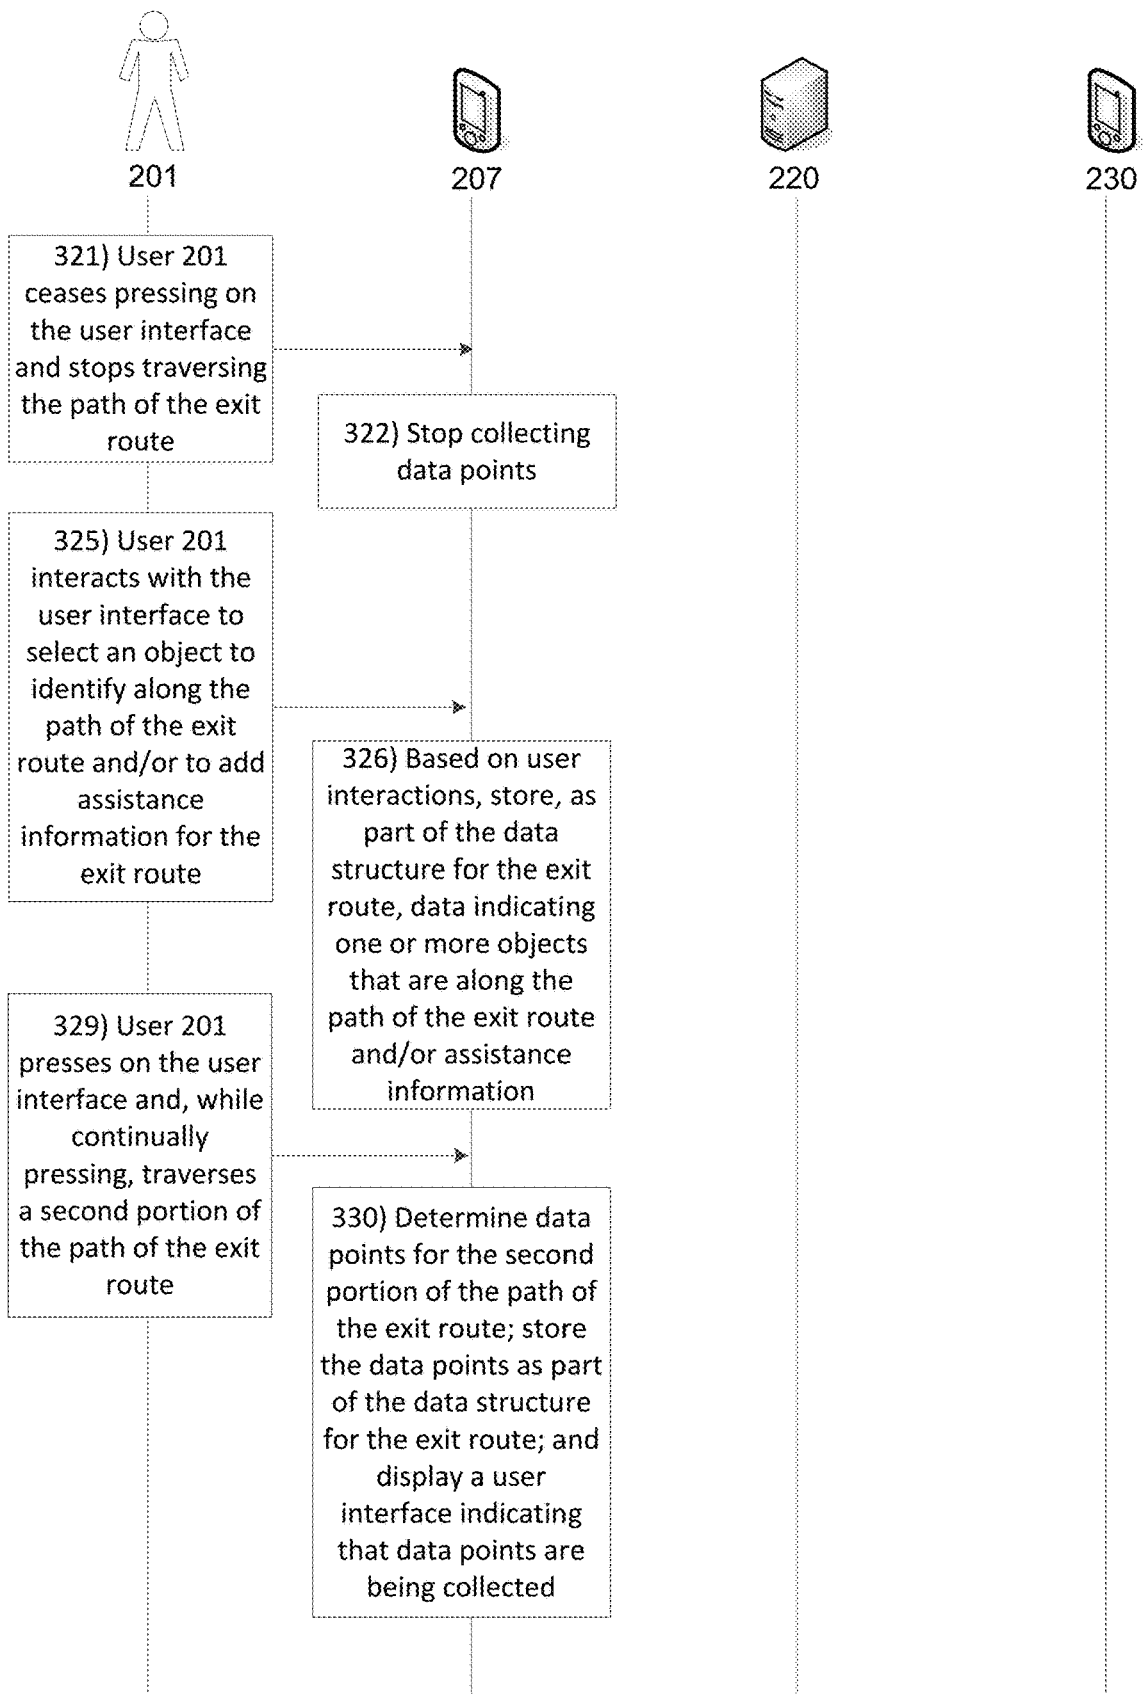 201
207
220
230
321) User 201
ceases pressing on
the user interface
and stops traversing
the path of the exit
route
322) Stop collecting
data points
325) User 201
interacts with the
user interface to
select an object to
identify along the
path of the exit
route and/or to add
assistance
information for the
exit route
326) Based on user
interactions, store, as
part of the data
structure for the exit
route, data indicating
one or more objects
that are along the
path of the exit route
and/or assistance
information
329) User 201
presses on the user
interface and, while
continually
pressing, traverses
a second portion of
the path of the exit
route
330) Determine data
points for the second
portion of the path of
the exit route; store
the data points as part
of the data structure
for the exit route; and
display a user
interface indicating
that data points are
being collected